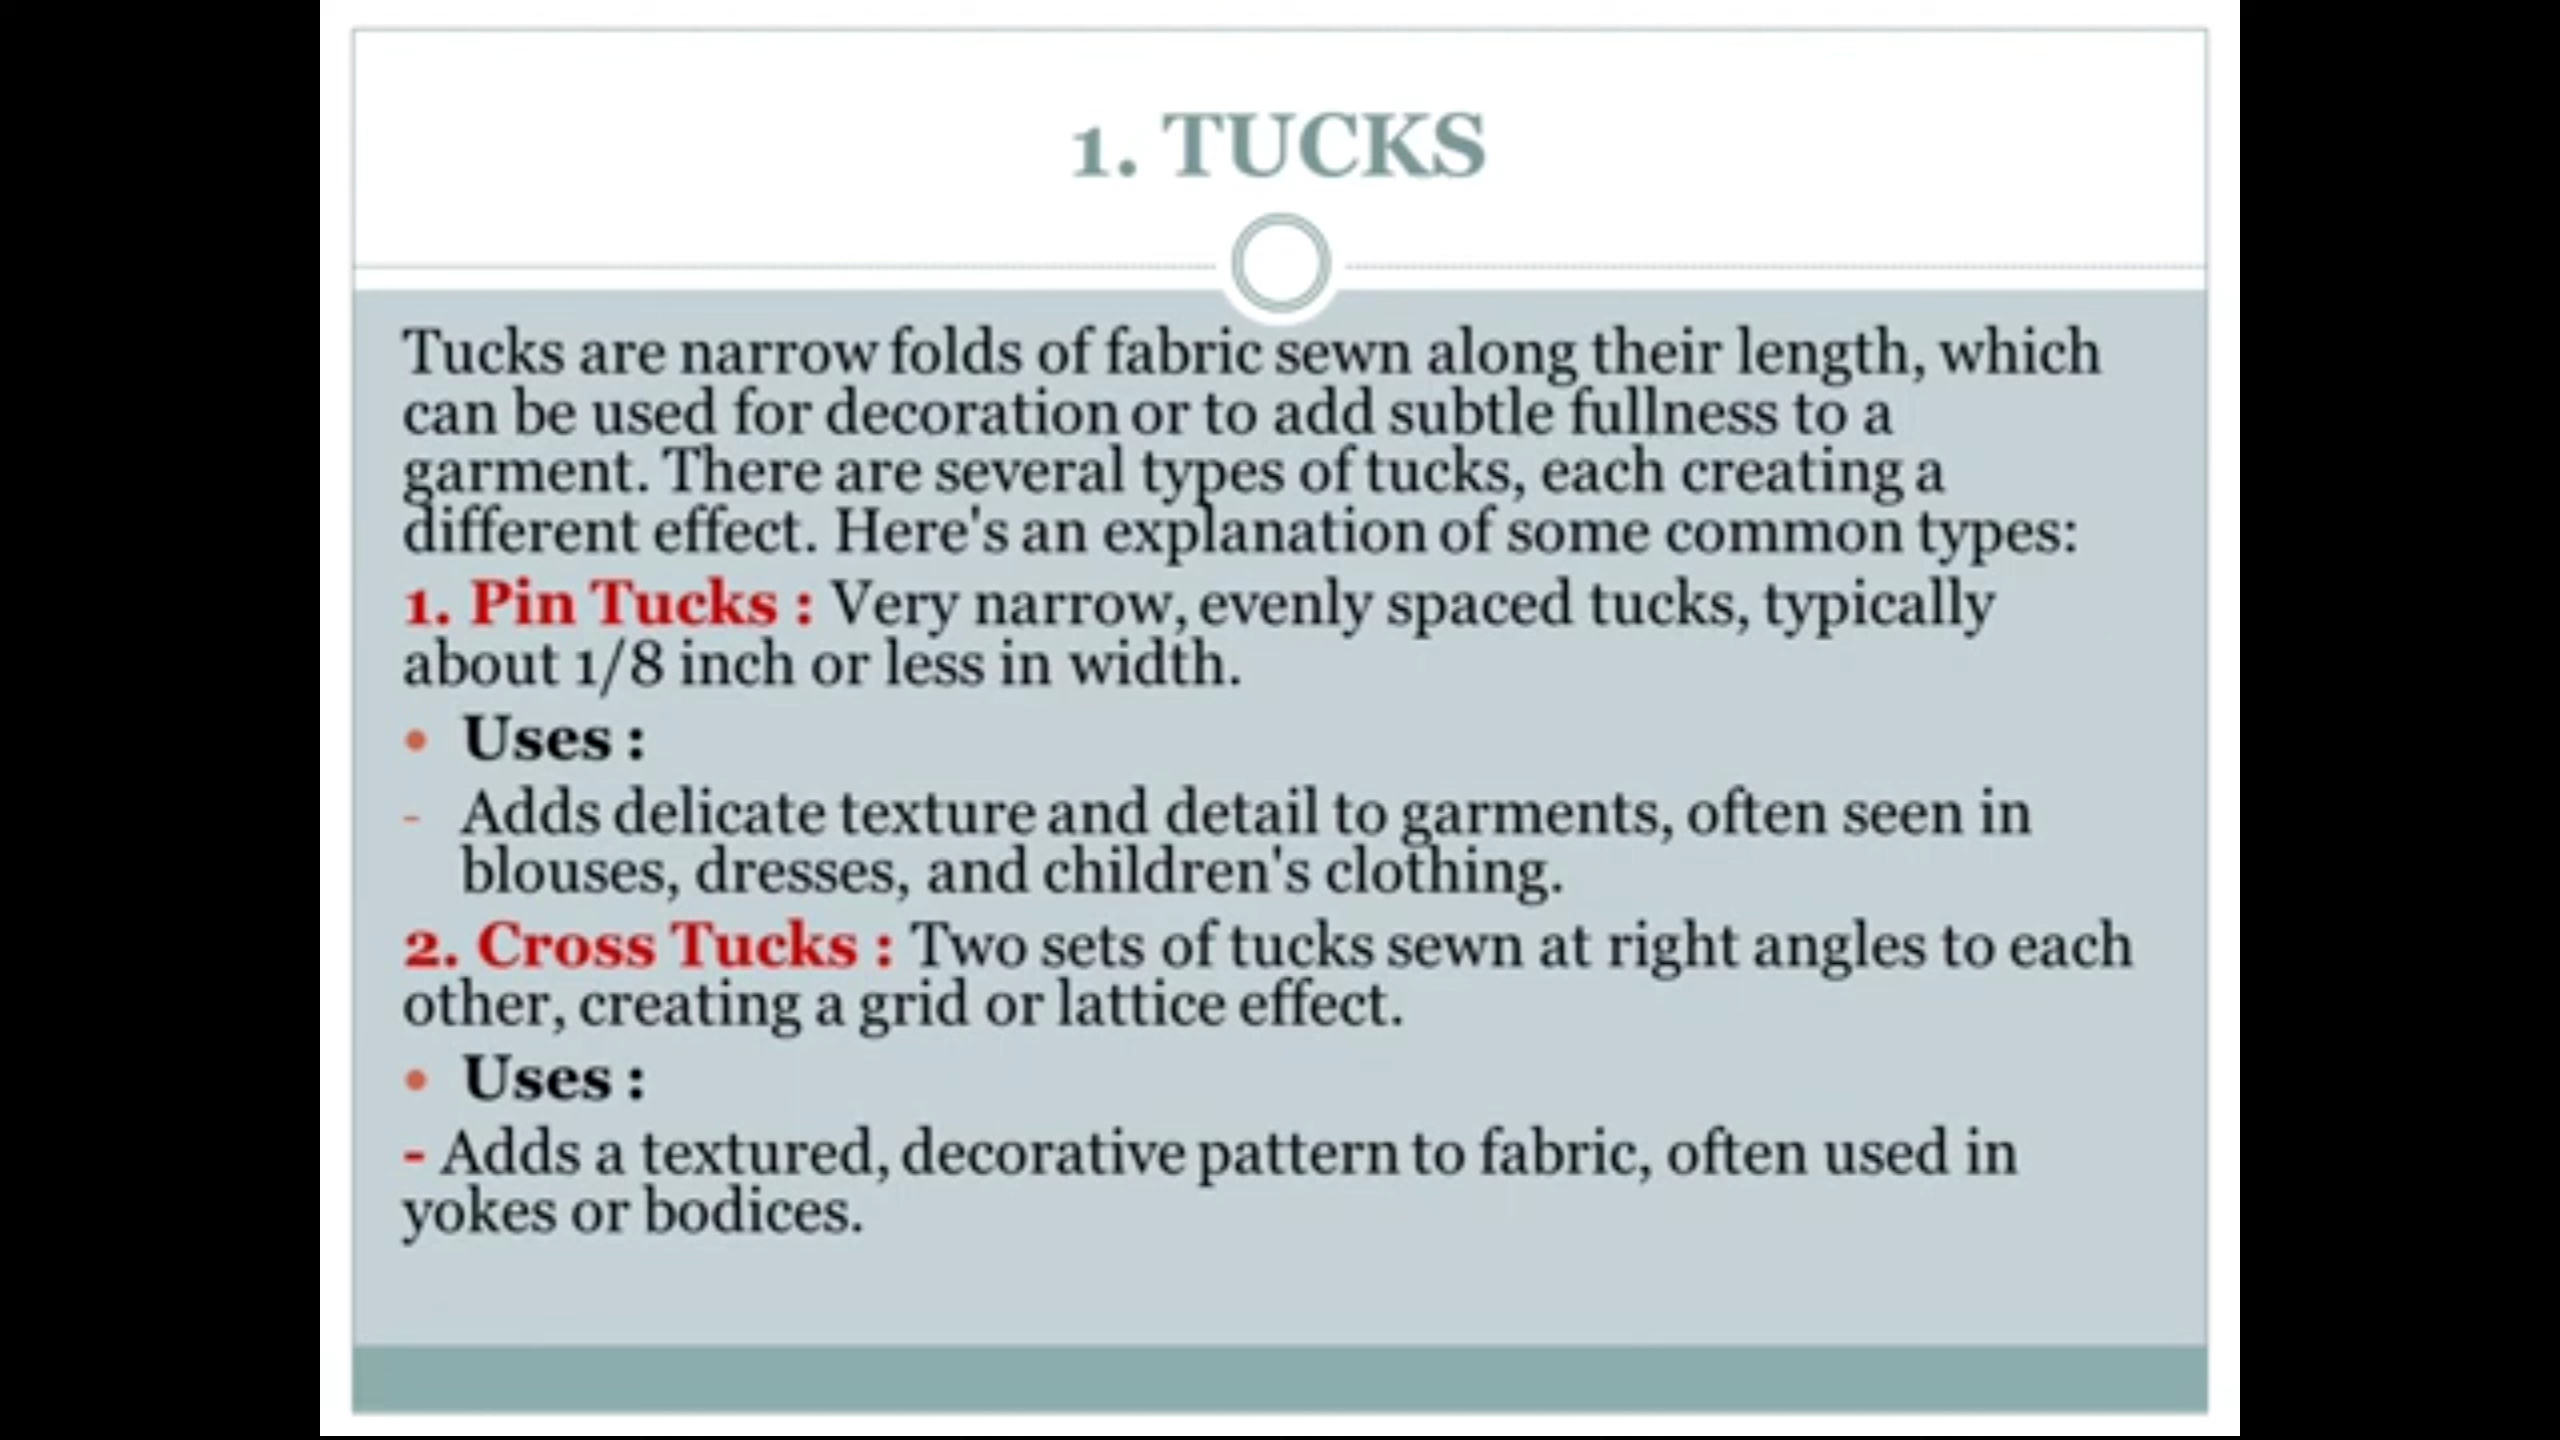 1. TUCKS
Tucks are narrow folds of fabric sewn along their length, which
can be used for decoration or to add subtle fullness to a
garment. There are several types of tucks, each creating a
different effect. Here's an explanation of some common types:
1. Pin Tucks : Very narrow, evenly spaced tucks, typically
about 1/8 inch or less in width.
• Uses :
- Adds delicate texture and detail to garments, often seen in
blouses, dresses, and children's clothing.
2. Cross Tucks : Two sets of tucks sewn at right angles to each
other, creating a grid or lattice effect.
• Uses :
- Adds a textured, decorative pattern to fabric, often used in
yokes or bodices.